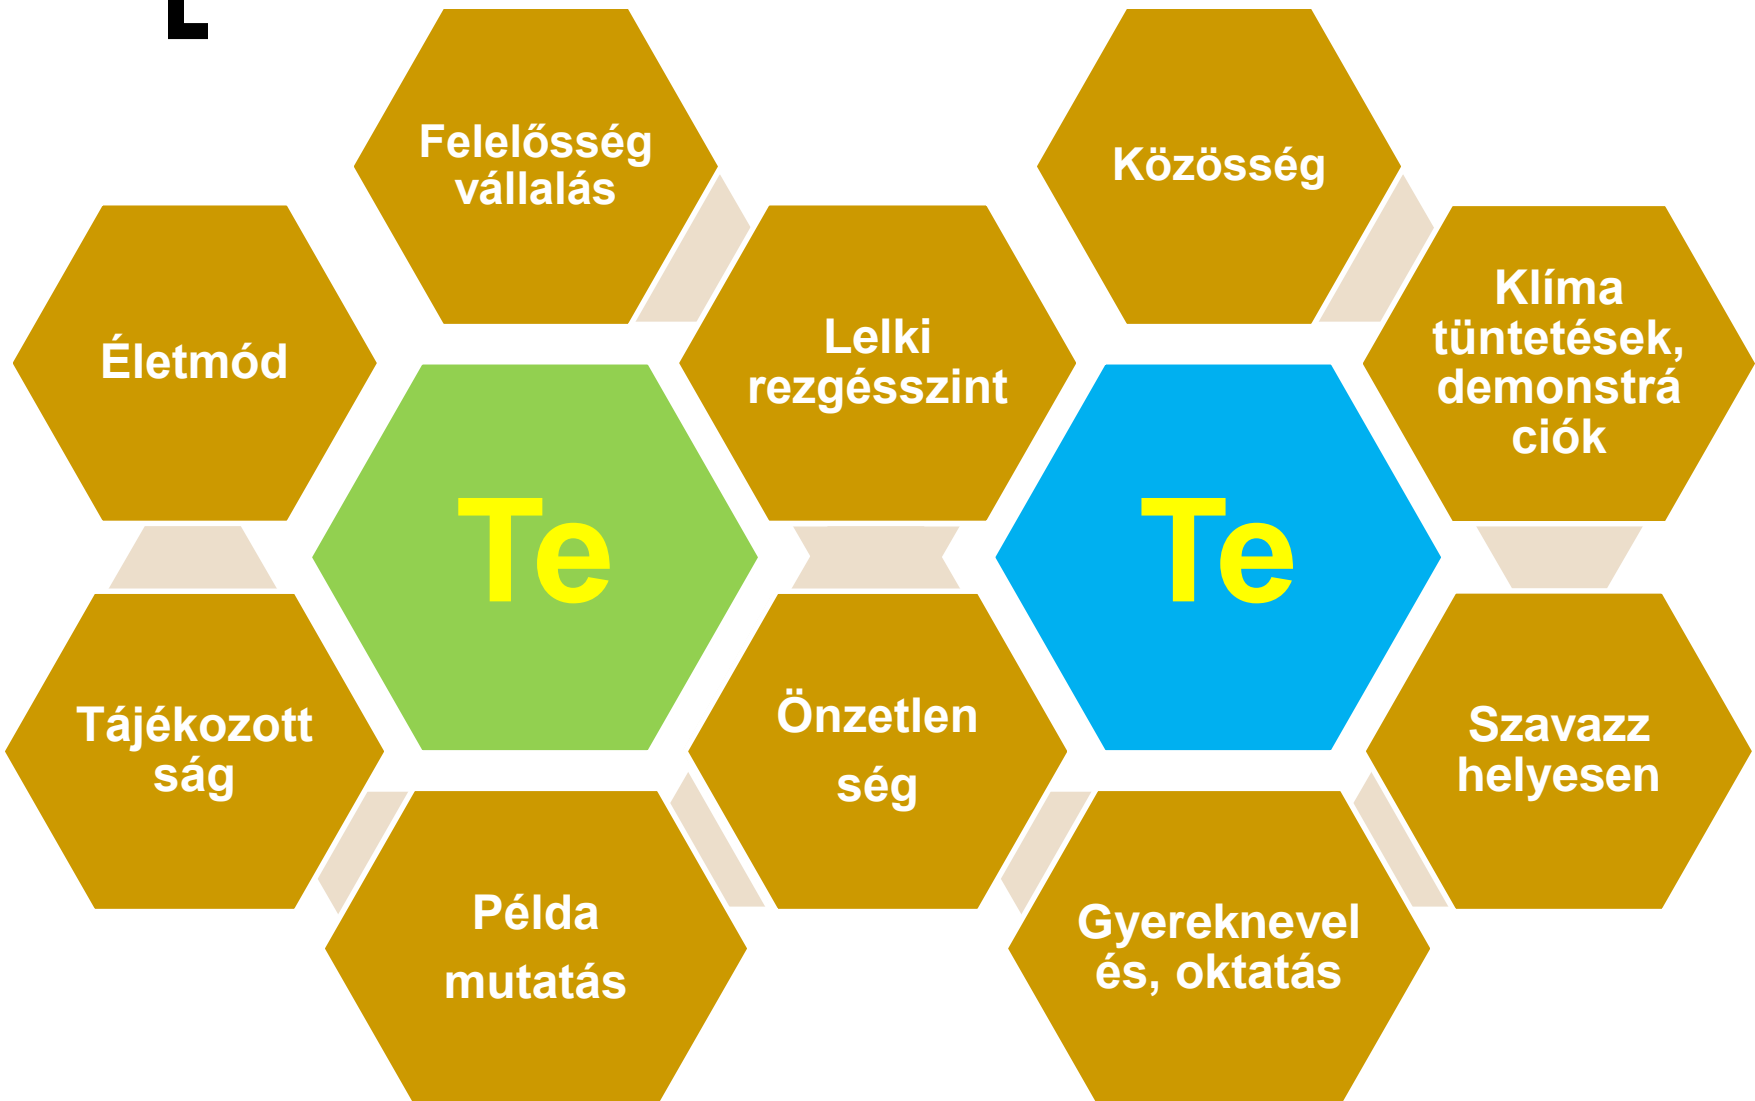 Felelősség
vállalás
Közösség
Életmód
Lelki
rezgésszint
Klíma
tüntetések,
demonstrá
ciók
Te
Te
Tájékozott
ság
Önzetlen
ség
Szavazz
helyesen
Példa
mutatás
Gyereknevel
és, oktatás